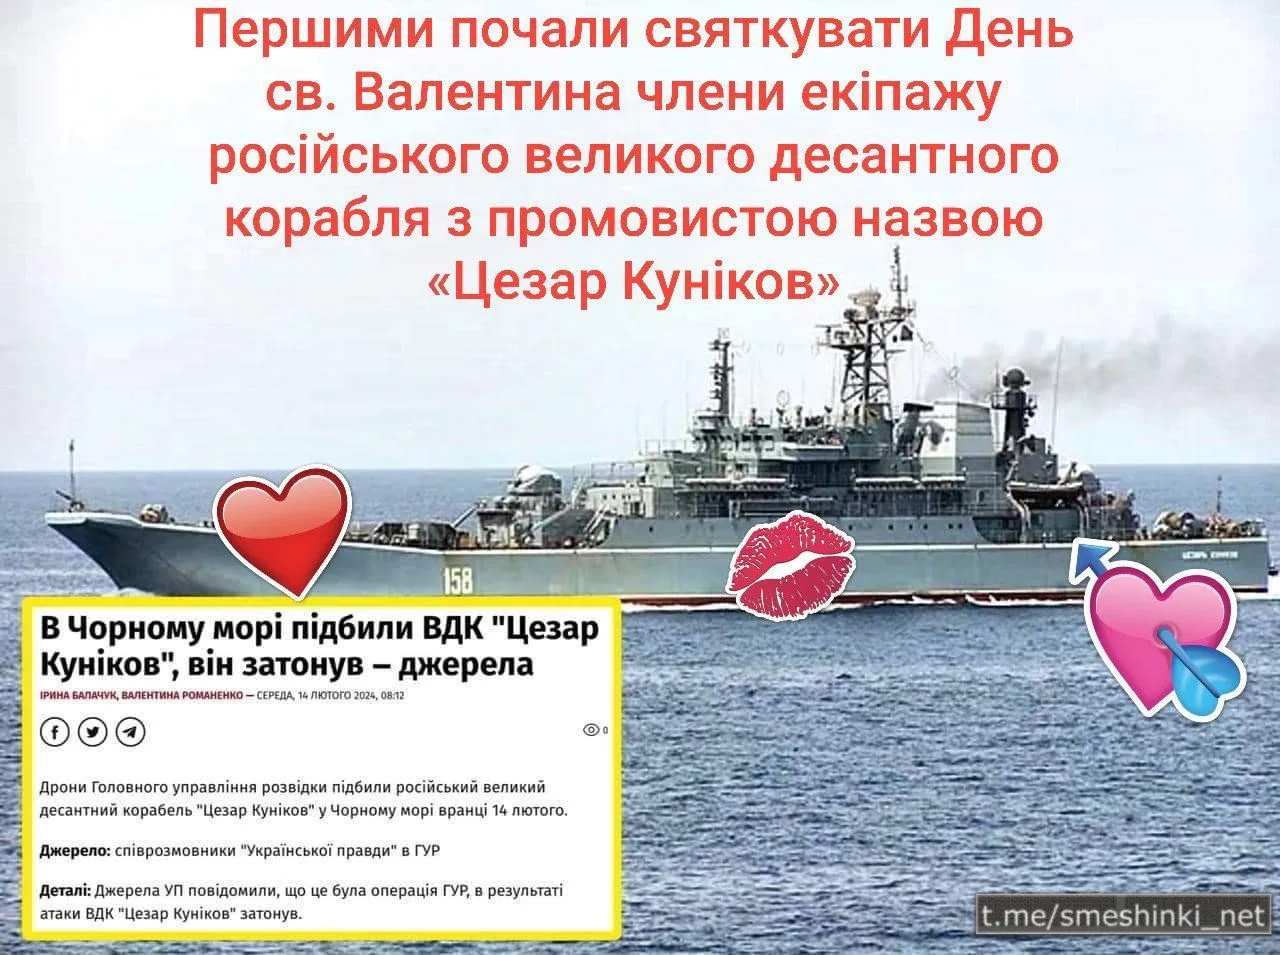 Першими почали святкувати День
св. Валентина члени екіпажу
російського великого десантного
корабля з промовистою назвою
«Цезар Куніков»
158
ЦЕЗАРЬ КУНИКОВ
В Чорному морі підбили ВДК "Цезар
Куніков", він затонув – джерела
ІРИНА БАЛАЧУК, ВАЛЕНТИНА РОМАНЕНКО — СЕРЕДА, 14 ЛЮТОГО 2024, 08:12
0
Дрони Головного управління розвідки підбили російський великий
десантний корабель "Цезар Куніков" у Чорному морі вранці 14 лютого.
Джерело: співрозмовники "Української правди" в ГУР
Деталі: Джерела УП повідомили, що це була операція ГУР, в результаті
атаки ВДК "Цезар Куніков" затонув.
t.me/smeshinki_net